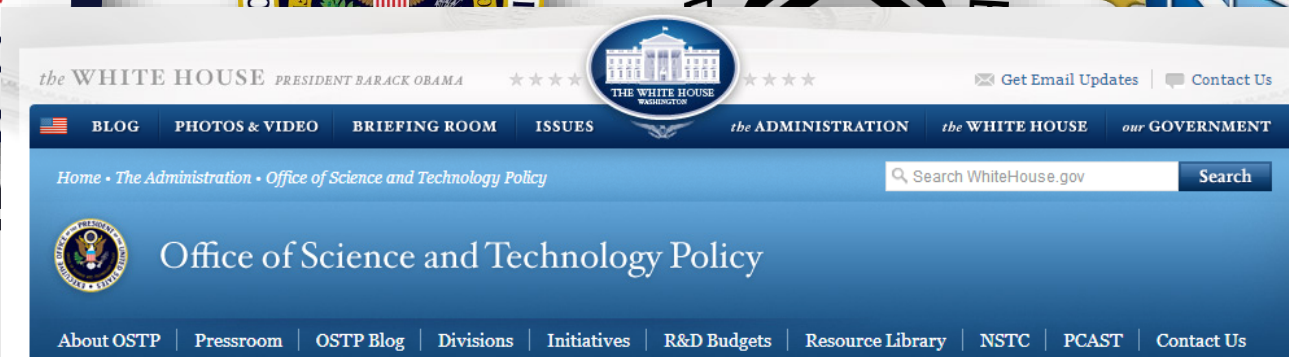 the WHITE HOUSE PRESIDENT BARACK OBAMA
THE WHITE HOUSE
WASHINGTON
Get Email Updates
Contact Us
BLOG PHOTOS & VIDEO BRIEFING ROOM ISSUES the ADMINISTRATION the WHITE HOUSE our GOVERNMENT
Home • The Administration • Office of Science and Technology Policy
Search WhiteHouse.gov
Search
Office of Science and Technology Policy
About OSTP | Pressroom | OSTP Blog | Divisions | Initiatives | R&D Budgets | Resource Library | NSTC | PCAST | Contact Us